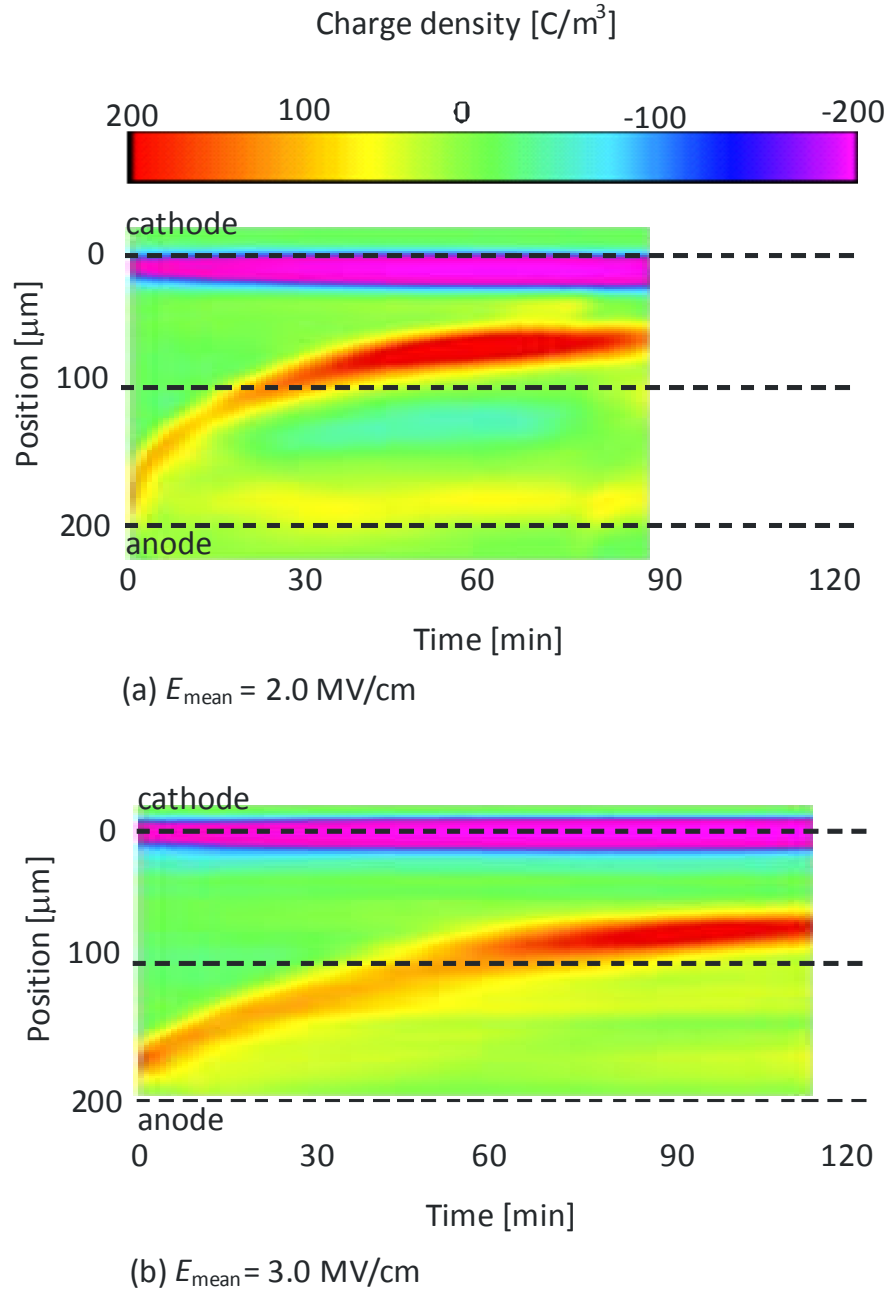 Charge density [C/m³]
200 100 0 -100 -200
cathode
0
100
200
Position [μm]
anode
0 30 60 90 120
Time [min]
(a) Emean = 2.0 MV/cm
cathode
0
100
200
Position [μm]
anode
0 30 60 90 120
Time [min]
(b) Emean = 3.0 MV/cm